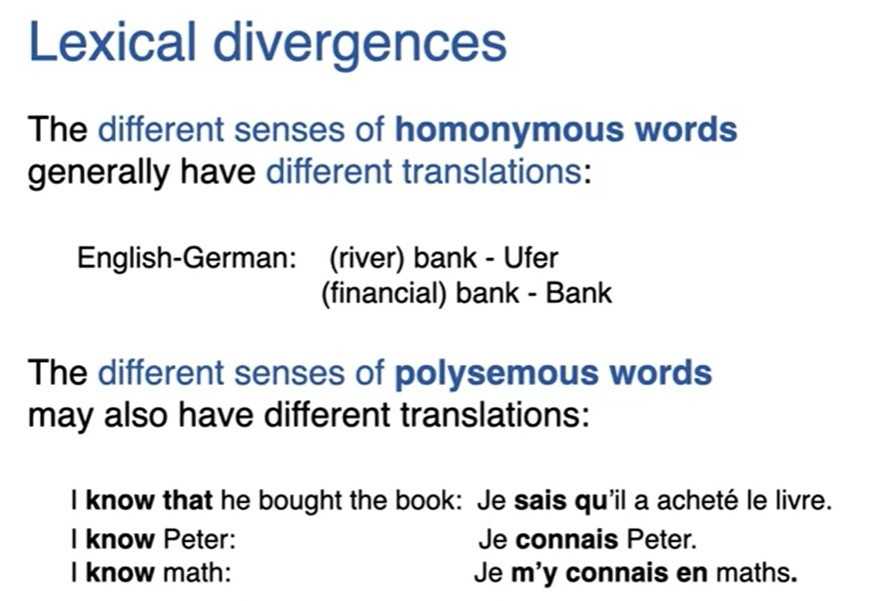 Lexical divergences
The different senses of homonymous words
generally have different translations:
English-German: (river) bank - Ufer
(financial) bank - Bank
The different senses of polysemous words
may also have different translations:
I know that he bought the book: Je sais qu'il a acheté le livre.
I know Peter: Je connais Peter.
I know math: Je m'y connais en maths.